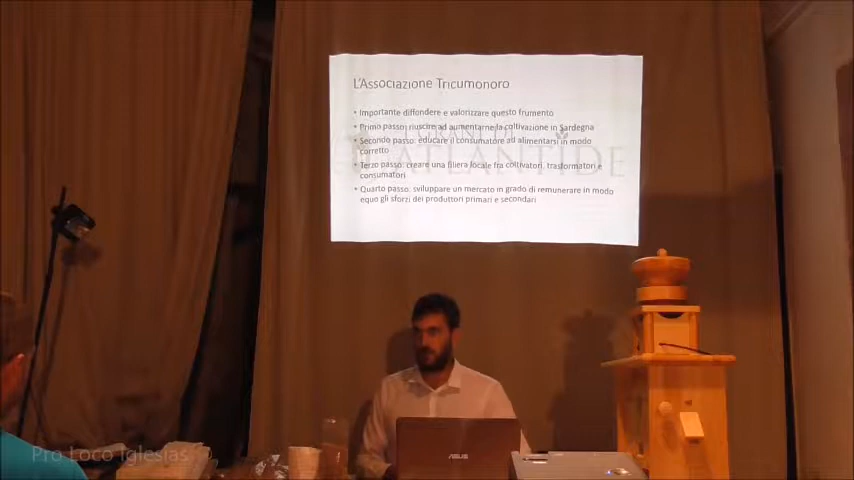 L'Associazione Tricumonoro
• Importante diffondere e valorizzare questo frumento
• Primo passo: riuscire ad aumentarne la coltivazione in Sardegna
• Secondo passo: educare il consumatore ad alimentarsi in modo
corretto
• Terzo passo: creare una filiera locale fra coltivatori, trasformatori e
consumatori
• Quarto passo: sviluppare un mercato in grado di remunerare in modo
equo gli sforzi dei produttori primari e secondari
I GRANI DI
ATLANTIDE
ASUS
Pro Loco Iglesias